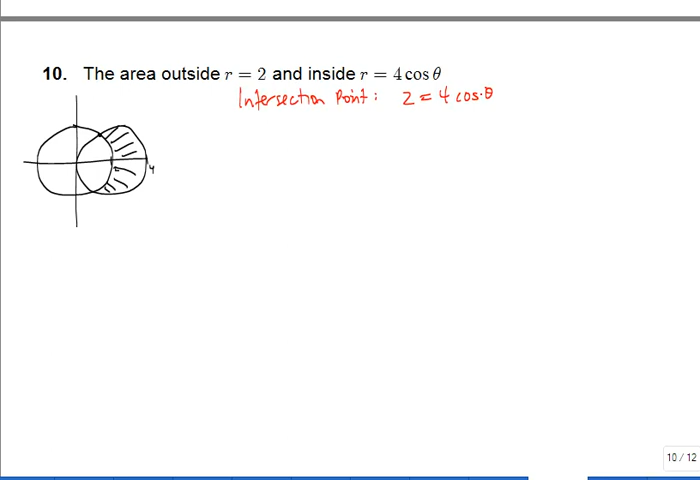 10. The area outside r = 2 and inside r = 4 cos θ
Intersection Point : 2 = 4 cos θ
4
10 / 12